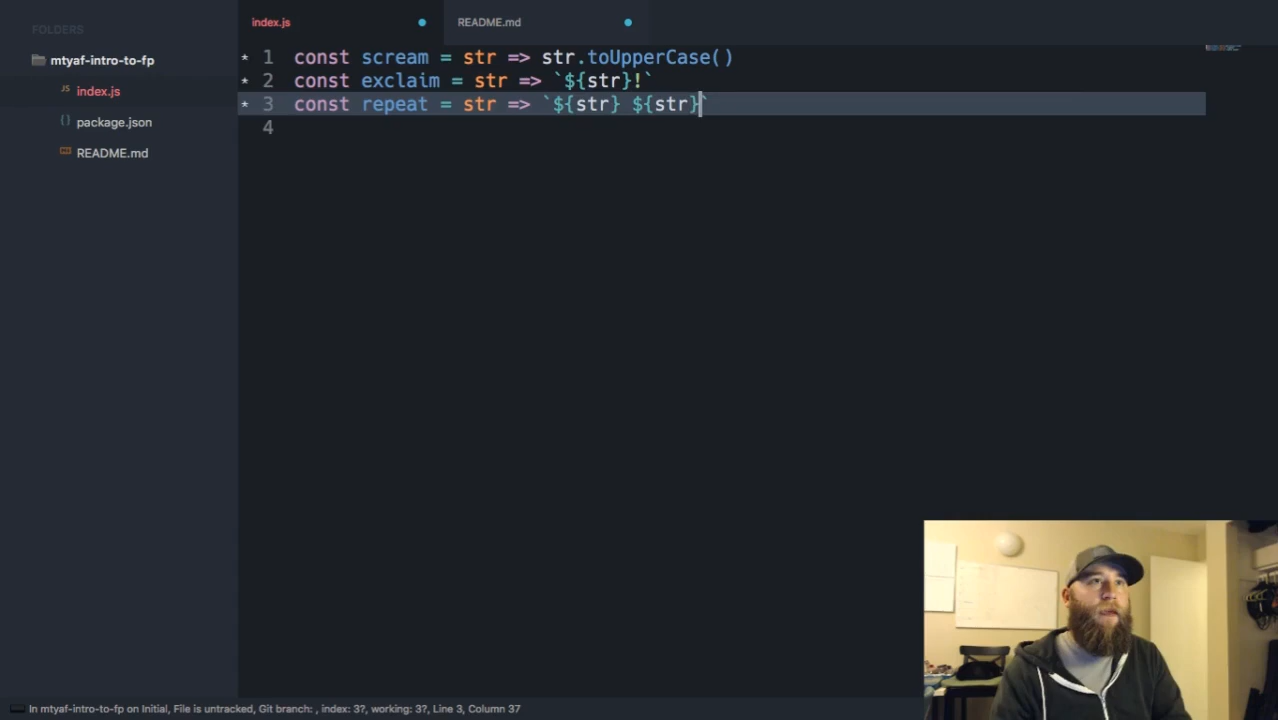 FOLDERS
mtyaf-intro-to-fp
JS index.js
{} package.json
README.md
index.js
README.md
* 1 const scream = str => str.toUpperCase()
* 2 const exclaim = str => `${str}!`
* 3 const repeat = str => `${str} ${str}`
4
In mtyaf-intro-to-fp on Initial, File is untracked, Git branch: , index: 3?, working: 3?, Line 3, Column 37